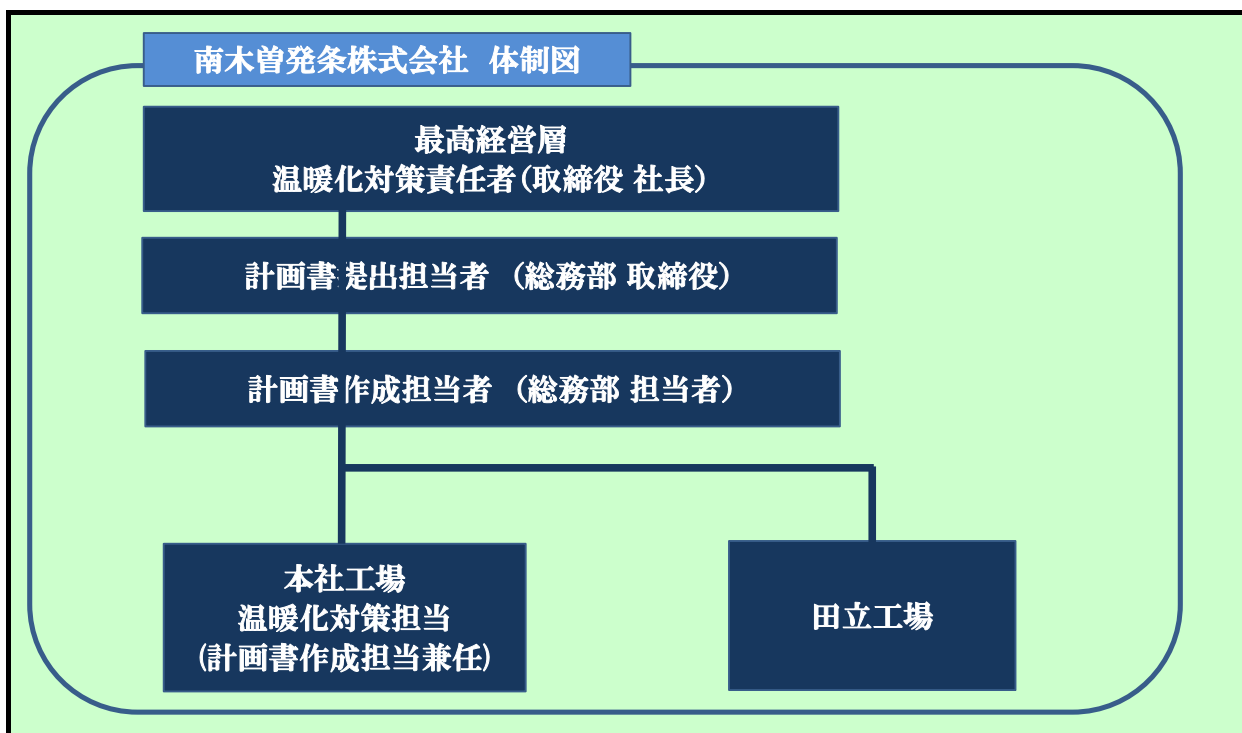 南木曽発条株式会社 体制図
最高経営層
温暖化対策責任者(取締役 社長)
計画書提出担当者 (総務部 取締役)
計画書作成担当者 (総務部 担当者)
本社工場
温暖化対策担当
(計画書作成担当兼任)
田立工場